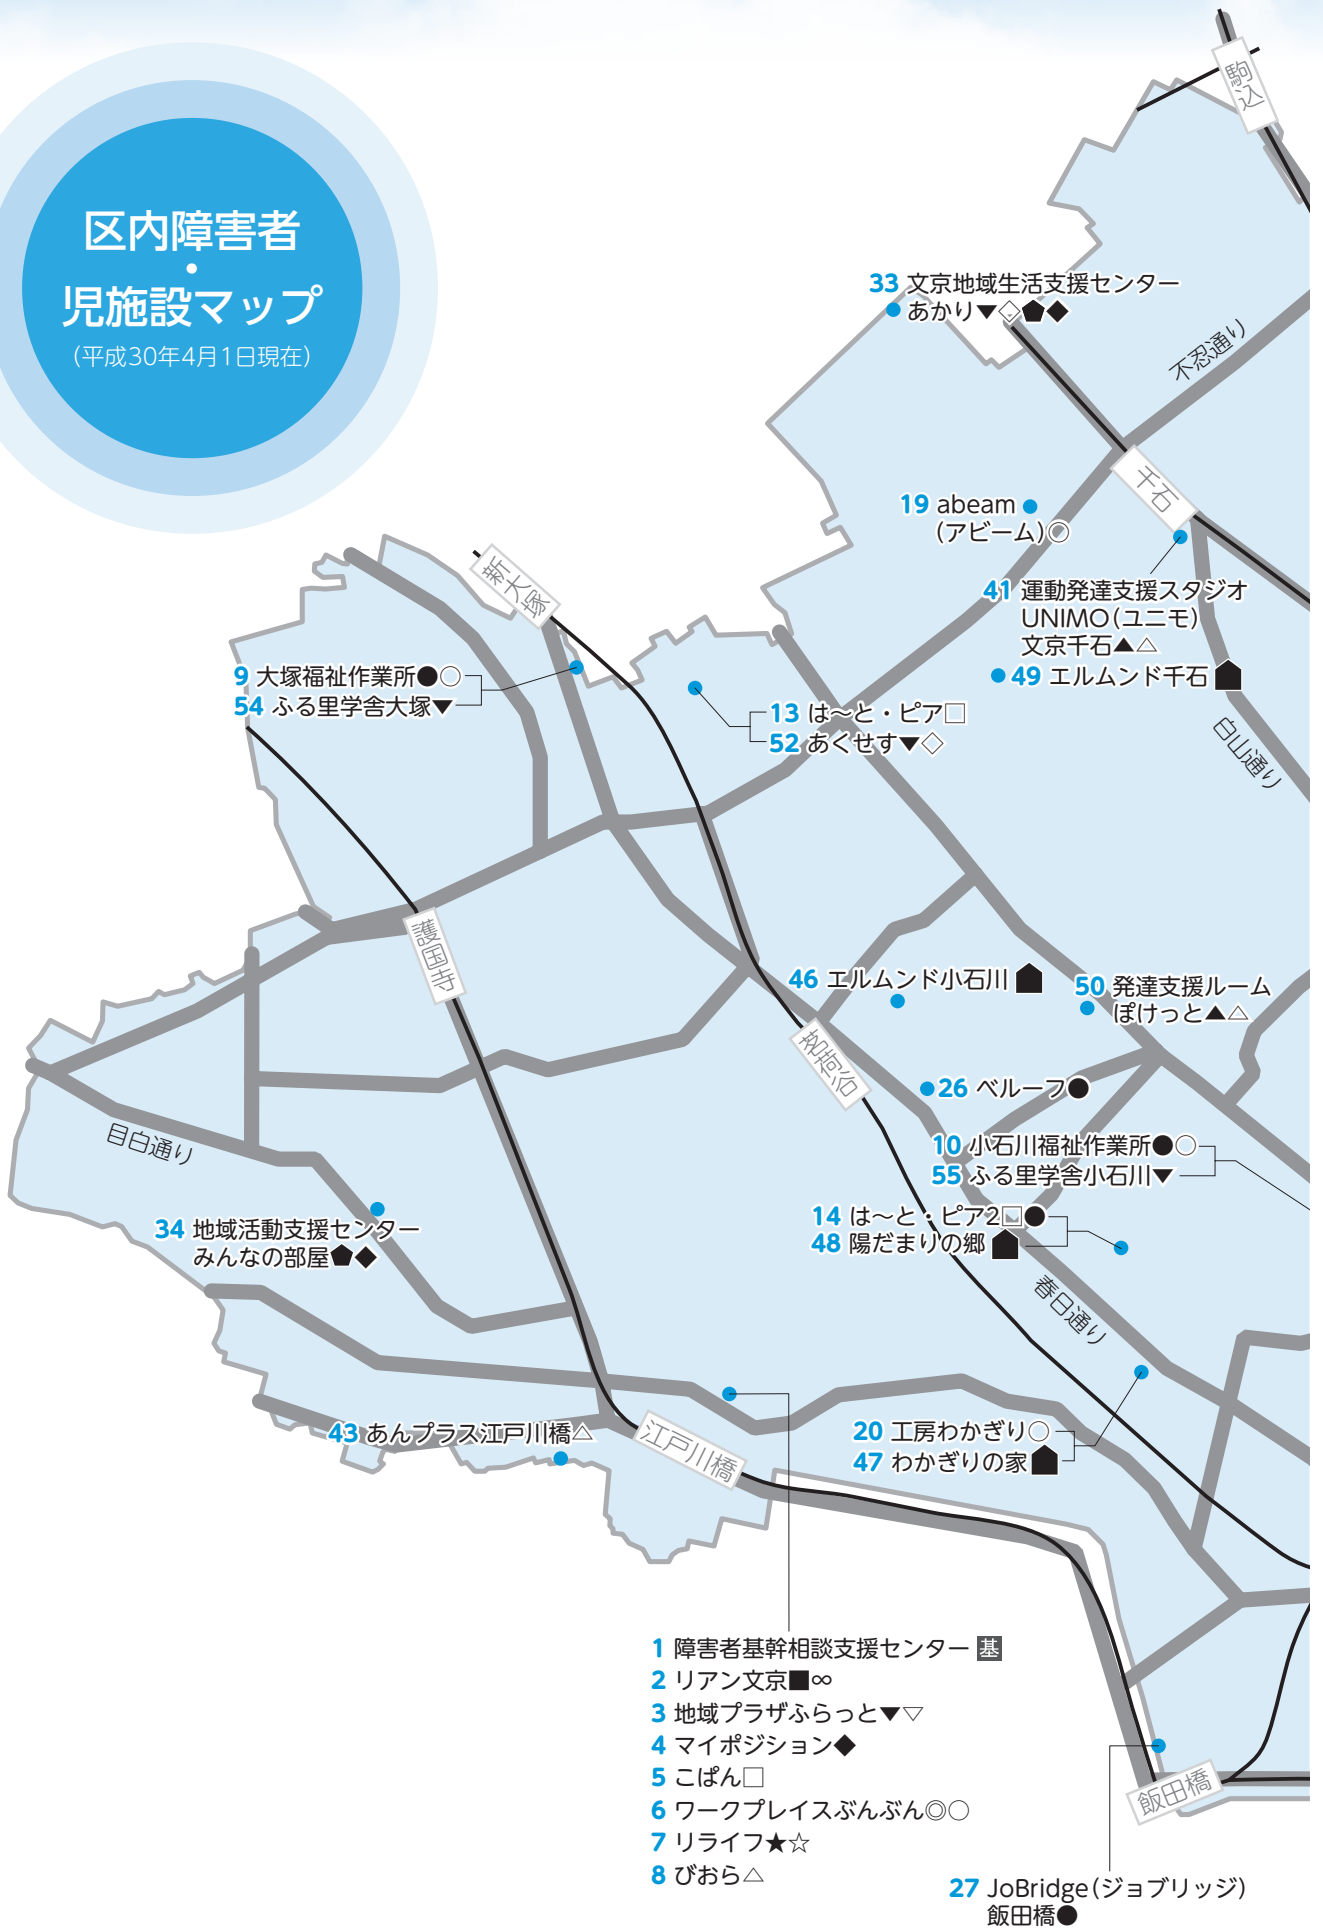 区内障害者
・
児施設マップ
(平成30年4月1日現在)
駒込
33 文京地域生活支援センター
あかり▼◇⬟◆
不忍通り
千石
19 abeam
(アビーム)○
41 運動発達支援スタジオ
UNIMO(ユニモ)
文京千石▲△
49 エルムンド千石
白山通り
新大塚
9 大塚福祉作業所●○
54 ふる里学舎大塚▼
13 は〜と・ピア□
52 あくせす▼◇
護国寺
46 エルムンド小石川
50 発達支援ルーム
ぽけっと▲△
茗荷谷
26 ベルーフ●
目白通り
10 小石川福祉作業所●○
55 ふる里学舎小石川▼
14 は〜と・ピア2□●
48 陽だまりの郷
34 地域活動支援センター
みんなの部屋⬟◆
春日通り
43 あんプラス江戸川橋△
江戸川橋
20 工房わかぎり○
47 わかぎりの家
1 障害者基幹相談支援センター 基
2 リアン文京■∞
3 地域プラザふらっと▼▽
4 マイポジション◆
5 こぱん□
6 ワークプレイスぶんぶん◎○
7 リライフ★☆
8 びおら△
飯田橋
27 JoBridge(ジョブリッジ)
飯田橋●